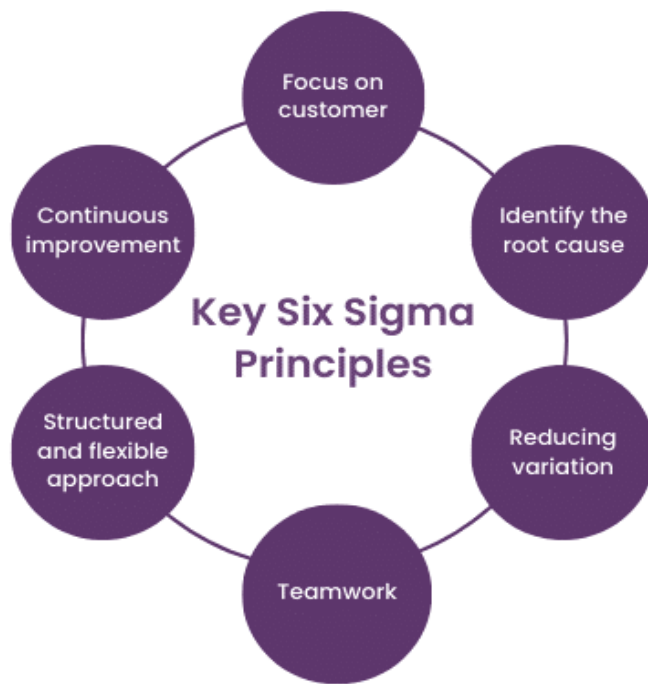 Focus on
customer
Identify the
root cause
Reducing
variation
Teamwork
Structured
and flexible
approach
Continuous
improvement
Key Six Sigma
Principles